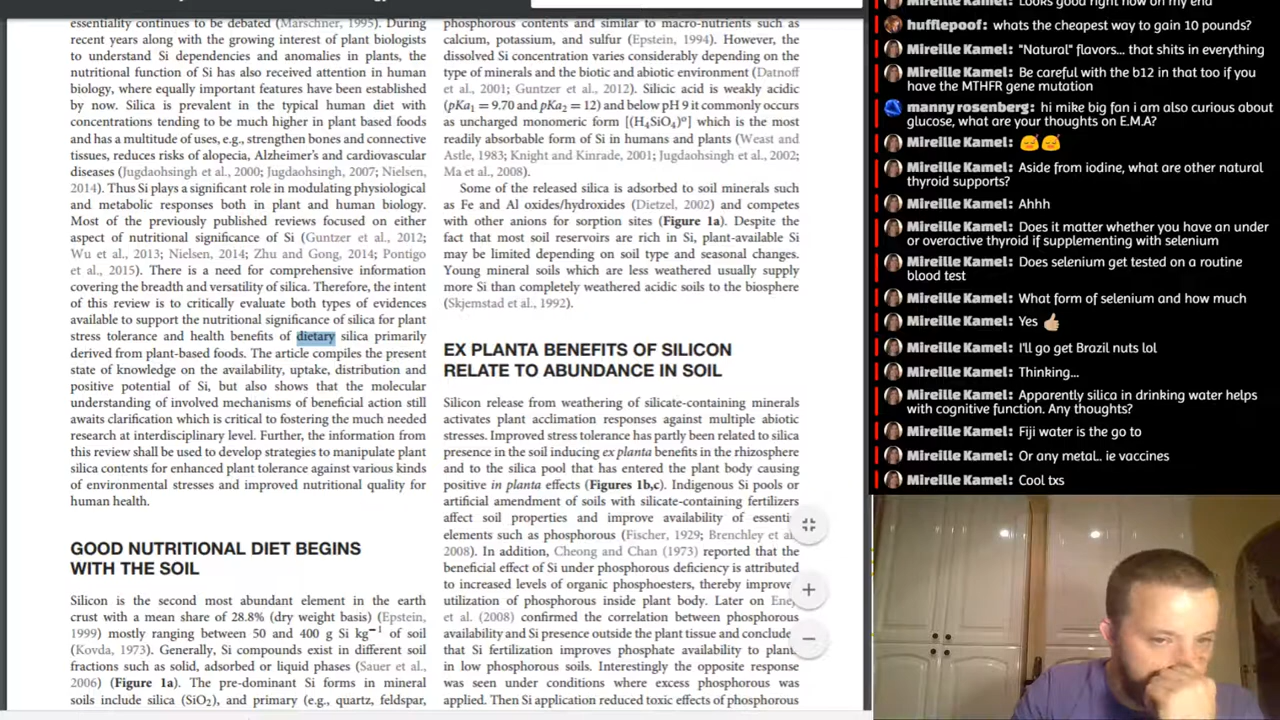 essentiality continues to be debated (Marschner, 1995). During
recent years along with the growing interest of plant biologists
to understand Si dependencies and anomalies in plants, the
nutritional function of Si has also received attention in human
biology, where equally important features have been established
by now. Silica is prevalent in the typical human diet with
concentrations tending to be much higher in plant based foods
and has a multitude of uses, e.g., strengthen bones and connective
tissues, reduces risks of alopecia, Alzheimer's and cardiovascular
diseases (Jugdaohsingh et al., 2000; Jugdaohsingh, 2007; Nielsen,
2014). Thus Si plays a significant role in modulating physiological
and metabolic responses both in plant and human biology.
Most of the previously published reviews focused on either
aspect of nutritional significance of Si (Guntzer et al., 2012;
Wu et al., 2013; Nielsen, 2014; Zhu and Gong, 2014; Pontigo
et al., 2015). There is a need for comprehensive information
covering the breadth and versatility of silica. Therefore, the intent
of this review is to critically evaluate both types of evidences
available to support the nutritional significance of silica for plant
stress tolerance and health benefits of dietary silica primarily
derived from plant-based foods. The article compiles the present
state of knowledge on the availability, uptake, distribution and
positive potential of Si, but also shows that the molecular
understanding of involved mechanisms of beneficial action still
awaits clarification which is critical to fostering the much needed
research at interdisciplinary level. Further, the information from
this review shall be used to develop strategies to manipulate plant
silica contents for enhanced plant tolerance against various kinds
of environmental stresses and improved nutritional quality for
human health.
GOOD NUTRITIONAL DIET BEGINS
WITH THE SOIL
Silicon is the second most abundant element in the earth
crust with a mean share of 28.8% (dry weight basis) (Epstein,
1999) mostly ranging between 50 and 400 g Si kg−1 of soil
(Kovda, 1973). Generally, Si compounds exist in different soil
fractions such as solid, adsorbed or liquid phases (Sauer et al.,
2006) (Figure 1a). The pre-dominant Si forms in mineral
soils include silica (SiO2), and primary (e.g., quartz, feldspar,
phosphorous contents and similar to macro-nutrients such as
calcium, potassium, and sulfur (Epstein, 1994). However, the
dissolved Si concentration varies considerably depending on the
type of minerals and the biotic and abiotic environment (Datnoff
et al., 2001; Guntzer et al., 2012). Silicic acid is weakly acidic
(pKa1 = 9.70 and pKa2 = 12) and below pH 9 it commonly occurs
as uncharged monomeric form [(H4SiO4)o] which is the most
readily absorbable form of Si in humans and plants (Weast and
Astle, 1983; Knight and Kinrade, 2001; Jugdaohsingh et al., 2002;
Ma et al., 2008).
Some of the released silica is adsorbed to soil minerals such
as Fe and Al oxides/hydroxides (Dietzel, 2002) and competes
with other anions for sorption sites (Figure 1a). Despite the
fact that most soil reservoirs are rich in Si, plant-available Si
may be limited depending on soil type and seasonal changes.
Young mineral soils which are less weathered usually supply
more Si than completely weathered acidic soils to the biosphere
(Skjemstad et al., 1992).
EX PLANTA BENEFITS OF SILICON
RELATE TO ABUNDANCE IN SOIL
Silicon release from weathering of silicate-containing minerals
activates plant acclimation responses against multiple abiotic
stresses. Improved stress tolerance has partly been related to silica
presence in the soil inducing ex planta benefits in the rhizosphere
and to the silica pool that has entered the plant body causing
positive in planta effects (Figures 1b,c). Indigenous Si pools or
artificial amendment of soils with silicate-containing fertilizers
affect soil properties and improve availability of essenti
elements such as phosphorous (Fischer, 1929; Brenchley et a
2008). In addition, Cheong and Chan (1973) reported that the
beneficial effect of Si under phosphorous deficiency is attributed
to increased levels of organic phosphoesters, thereby improve
utilization of phosphorous inside plant body. Later on Ene
et al. (2008) confirmed the correlation between phosphorous
availability and Si presence outside the plant tissue and conclude
that Si fertilization improves phosphate availability to plant
in low phosphorous soils. Interestingly the opposite response
was seen under conditions where excess phosphorous was
applied. Then Si application reduced toxic effects of phosphorous
Mireille Kamel: Looks good right now on my end
hufflepoof: whats the cheapest way to gain 10 pounds?
Mireille Kamel: "Natural" flavors... that shits in everything
Mireille Kamel: Be careful with the b12 in that too if you
have the MTHFR gene mutation
manny rosenberg: hi mike big fan i am also curious about
glucose, what are your thoughts on E.M.A?
Mireille Kamel: 😴😴
Mireille Kamel: Aside from iodine, what are other natural
thyroid supports?
Mireille Kamel: Ahhh
Mireille Kamel: Does it matter whether you have an under
or overactive thyroid if supplementing with selenium
Mireille Kamel: Does selenium get tested on a routine
blood test
Mireille Kamel: What form of selenium and how much
Mireille Kamel: Yes 👍🏼
Mireille Kamel: I'll go get Brazil nuts lol
Mireille Kamel: Thinking...
Mireille Kamel: Apparently silica in drinking water helps
with cognitive function. Any thoughts?
Mireille Kamel: Fiji water is the go to
Mireille Kamel: Or any metal.. ie vaccines
Mireille Kamel: Cool txs